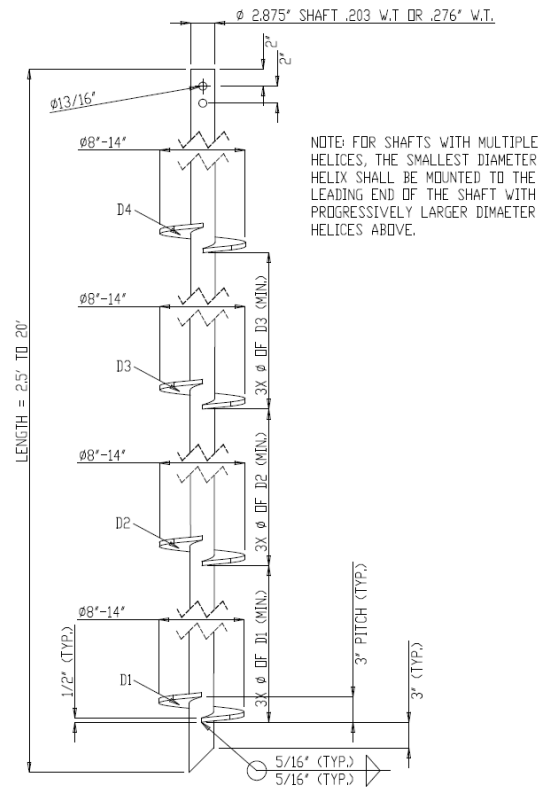 Ø 2.875" SHAFT .203 W.T OR .276" W.T.
2"
2"
Ø13/16"
Ø8"-14"
NOTE: FOR SHAFTS WITH MULTIPLE
HELICES, THE SMALLEST DIAMETER
HELIX SHALL BE MOUNTED TO THE
LEADING END OF THE SHAFT WITH
PROGRESSIVELY LARGER DIMAETER
HELICES ABOVE.
D4
Ø8"-14"
3X Ø OF D3 (MIN.)
LENGTH = 2.5' TO 20'
D3
Ø8"-14"
3X Ø OF D2 (MIN.)
D2
Ø8"-14"
3X Ø OF D1 (MIN.)
3" PITCH (TYP.)
1/2" (TYP.)
D1
3" (TYP.)
5/16" (TYP.)
5/16" (TYP.)